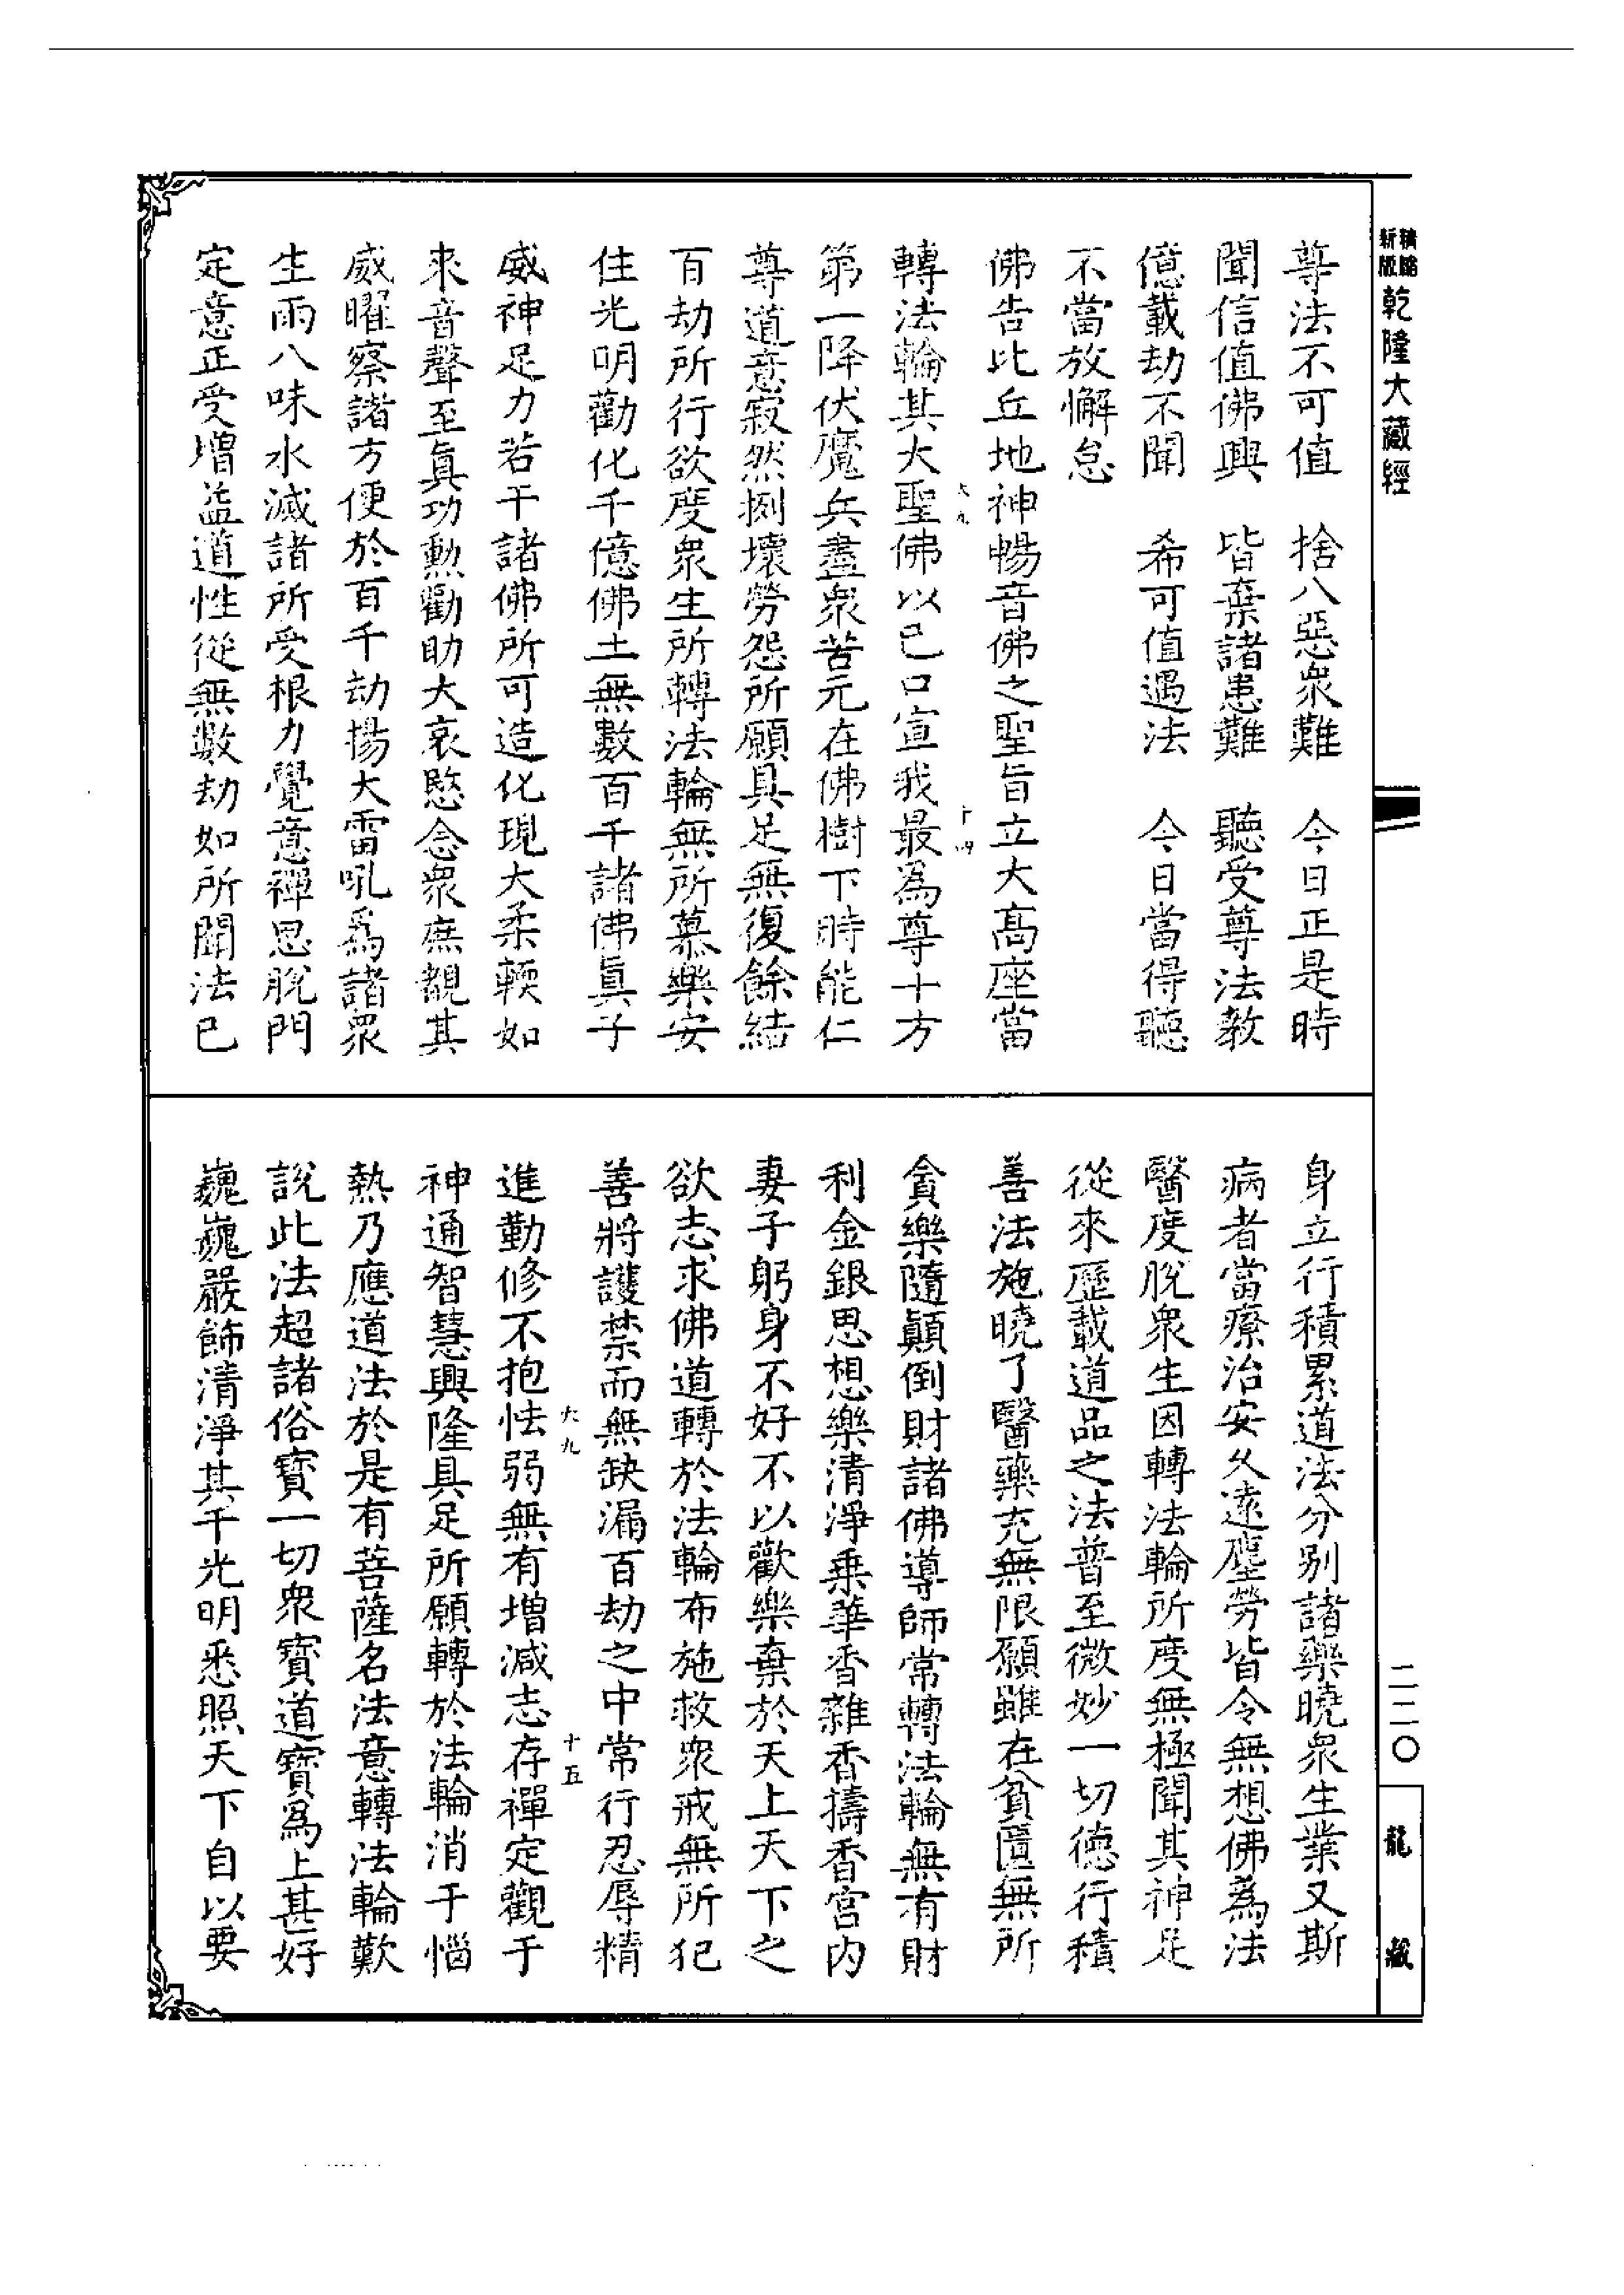 精縮
新版
乾隆大藏經
尊法不可值　捨八惡衆難　今日正是時
聞信值佛興　皆棄諸患難　聽受尊法教
億載劫不聞　希可值遇法　今日當得聽
不當放懈怠
佛告比丘地神暢音佛之聖旨立大高座當
大九
十四
轉法輪其大聖佛以已口宣我最爲尊十方
第一降伏魔兵盡衆苦元在佛樹下時能仁
尊道意寂然捌壞勞怨所願具足無復餘結
百劫所行欲度衆生所轉法輪無所慕樂安
住光明勸化千億佛土無數百千諸佛眞子
威神足力若干諸佛所可造化現大柔輭如
來音聲至眞功勲勸助大哀愍念衆庶覩其
威曜察諸方便於百千劫揚大雷吼爲諸衆
生雨八味水滅諸所受根力覺意禪思脫門
定意正受增益道性從無數劫如所聞法已
身立行積累道法分别諸藥曉衆生業又斯
病者當療治安久遠塵勞皆令無想佛爲法
醫度脫衆生因轉法輪所度無極聞其神足
從來歷載道品之法普至微妙一切德行積
善法施曉了醫藥充無限願雖在貧匱無所
貪樂隨顚倒財諸佛導師常轉法輪無有財
利金銀思想樂清淨乗華香雜香擣香宮内
妻子躬身不好不以歡樂棄於天上天下之
欲志求佛道轉於法輪布施救衆戒無所犯
善將護禁而無缺漏百劫之中常行忍辱精
大九
十五
進勤修不抱怯弱無有增減志存禪定觀于
神通智慧興隆具足所願轉於法輪消于惱
熱乃應道法於是有菩薩名法意轉法輪歎
說此法超諸俗寶一切衆寶道寶爲上甚好
巍巍嚴飾清淨其千光明悉照天下自以要
二二〇
龍藏